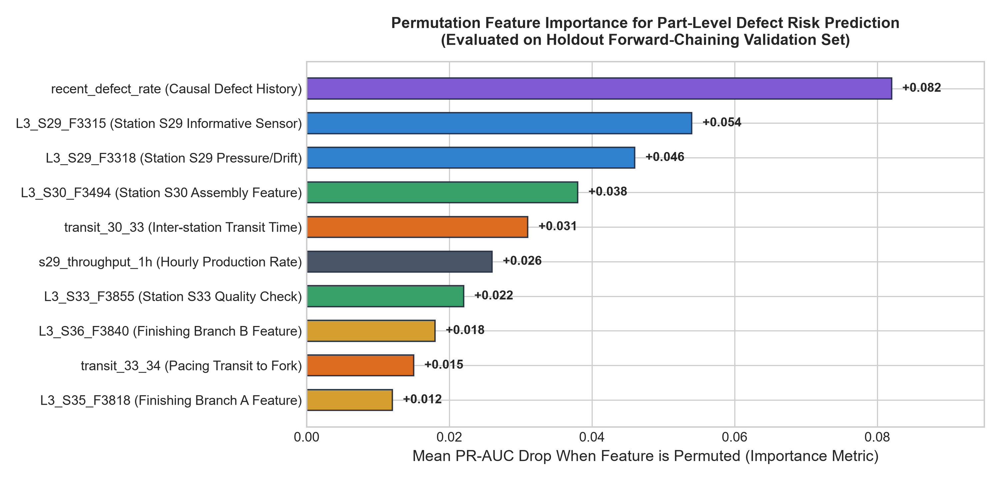 Permutation Feature Importance for Part-Level Defect Risk Prediction
(Evaluated on Holdout Forward-Chaining Validation Set)
recent_defect_rate (Causal Defect History) +0.082
L3_S29_F3315 (Station S29 Informative Sensor) +0.054
L3_S29_F3318 (Station S29 Pressure/Drift) +0.046
L3_S30_F3494 (Station S30 Assembly Feature) +0.038
transit_30_33 (Inter-station Transit Time) +0.031
s29_throughput_1h (Hourly Production Rate) +0.026
L3_S33_F3855 (Station S33 Quality Check) +0.022
L3_S36_F3840 (Finishing Branch B Feature) +0.018
transit_33_34 (Pacing Transit to Fork) +0.015
L3_S35_F3818 (Finishing Branch A Feature) +0.012
0.00 0.02 0.04 0.06 0.08
Mean PR-AUC Drop When Feature is Permuted (Importance Metric)